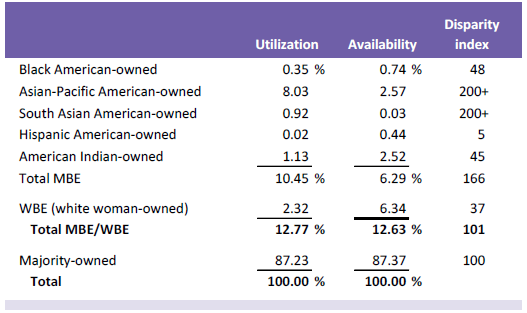 Disparity
Utilization Availability index
Black American-owned 0.35 % 0.74 % 48
Asian-Pacific American-owned 8.03 2.57 200+
South Asian American-owned 0.92 0.03 200+
Hispanic American-owned 0.02 0.44 5
American Indian-owned 1.13 2.52 45
Total MBE 10.45 % 6.29 % 166
WBE (white woman-owned) 2.32 6.34 37
Total MBE/WBE 12.77 % 12.63 % 101
Majority-owned 87.23 87.37 100
Total 100.00 % 100.00 %